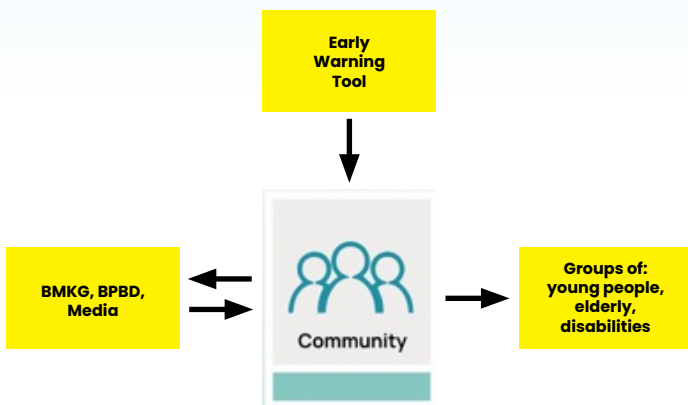 Early
Warning
Tool
BMKG, BPBD,
Media
Community
Groups of:
young people,
elderly,
disabilities